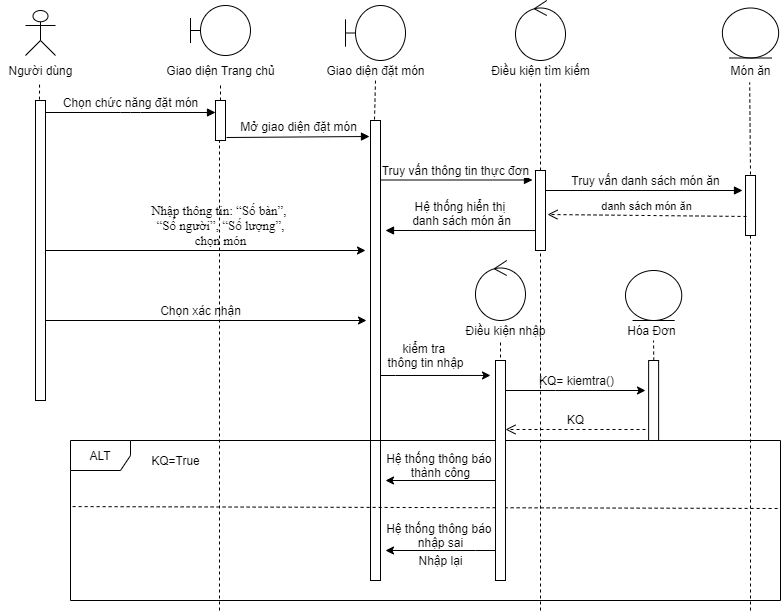 Người dùng
Giao diện Trang chủ
Giao diện đặt món
Điều kiện tìm kiếm
Món ăn
Chọn chức năng đặt món
Mở giao diện đặt món
Truy vấn thông tin thực đơn
Truy vấn danh sách món ăn
Hệ thống hiển thị
danh sách món ăn
danh sách món ăn
Nhập thông tin: “Số bàn”,
“Số người”, “Số lượng”,
chọn món
Chọn xác nhận
Điều kiện nhập
Hóa Đơn
kiểm tra
thông tin nhập
KQ= kiemtra()
KQ
ALT
KQ=True
Hệ thống thông báo
thành công
Hệ thống thông báo
nhập sai
Nhập lại